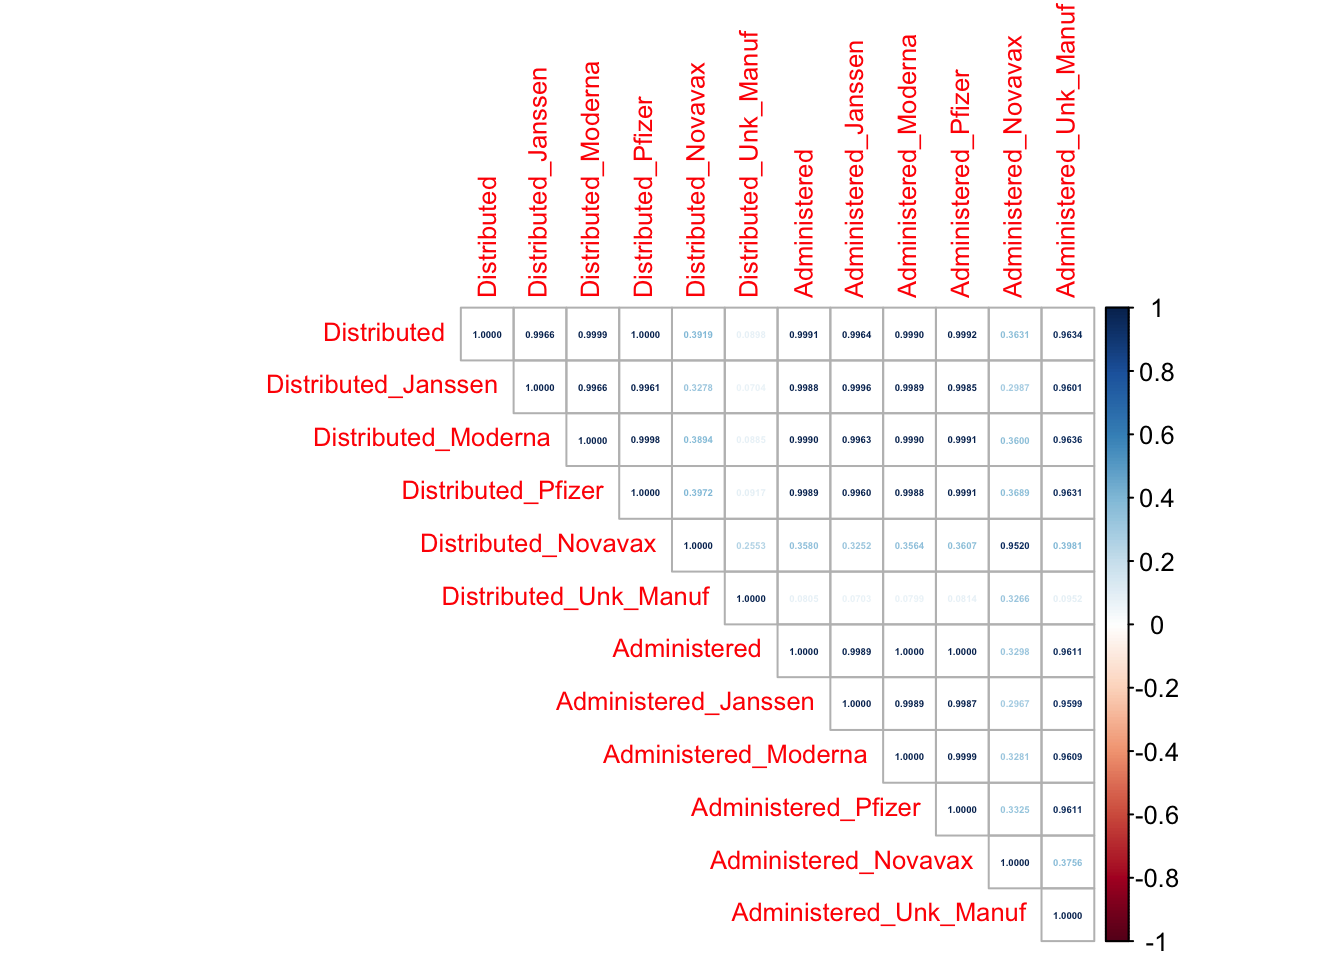 Distributed
Distributed_Janssen
Distributed_Moderna
Distributed_Pfizer
Distributed_Novavax
Distributed_Unk_Manuf
Administered
Administered_Janssen
Administered_Moderna
Administered_Pfizer
Administered_Novavax
Administered_Unk_Manuf
Distributed 1.0000 0.9966 0.9999 1.0000 0.3919 0.9991 0.9964 0.9990 0.9992 0.3631 0.9634
Distributed_Janssen 1.0000 0.9966 0.9961 0.3278 0.0704 0.9988 0.9996 0.9989 0.9985 0.2987 0.9601
Distributed_Moderna 1.0000 0.9998 0.3894 0.9990 0.9963 0.9990 0.9991 0.3600 0.9636
Distributed_Pfizer 1.0000 0.3972 0.0917 0.9989 0.9960 0.9988 0.9991 0.3689 0.9631
Distributed_Novavax 1.0000 0.2553 0.3580 0.3252 0.3564 0.3607 0.9520 0.3981
Distributed_Unk_Manuf 1.0000 0.0703 0.0814 0.3266 0.0952
Administered 1.0000 0.9989 1.0000 1.0000 0.3298 0.9611
Administered_Janssen 1.0000 0.9989 0.9987 0.2967 0.9599
Administered_Moderna 1.0000 0.9999 0.3281 0.9609
Administered_Pfizer 1.0000 0.3325 0.9611
Administered_Novavax 1.0000 0.3756
Administered_Unk_Manuf 1.0000
1
0.8
0.6
0.4
0.2
0
-0.2
-0.4
-0.6
-0.8
-1